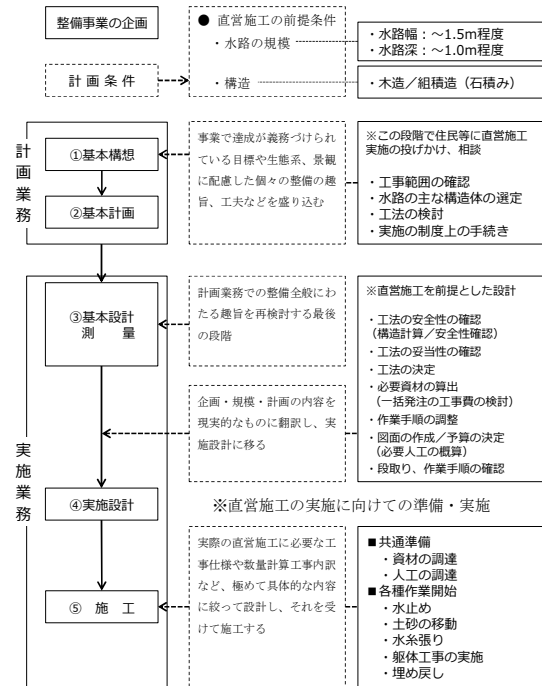 整備事業の企画
● 直営施工の前提条件
・水路の規模
・水路幅：～1.5m程度
・水路深：～1.0m程度
計画条件
・構造
・木造／組積造（石積み）
計画業務
①基本構想
②基本計画
事業で達成が義務づけら
れている目標や生態系、景観
に配慮した個々の整備の趣
旨、工夫などを盛り込む
※この段階で住民等に直営施工
実施の投げかけ、相談
・工事範囲の確認
・水路の主な構造体の選定
・工法の検討
・実施の制度上の手続き
実施業務
③基本設計
測　量
計画業務での整備全般にわ
たる趣旨を再検討する最後
の段階
※直営施工を前提とした設計
・工法の安全性の確認
（構造計算／安全性確認）
・工法の妥当性の確認
・工法の決定
・必要資材の算出
（一括発注の工事費の検討）
・作業手順の調整
・図面の作成／予算の決定
（必要人工の概算）
・段取り、作業手順の確認
企画・規模・計画の内容を
現実的なものに翻訳し、実
施設計に移る
④実施設計
※直営施工の実施に向けての準備・実施
⑤　施　工
実際の直営施工に必要な工
事仕様や数量計算工事内訳
など、極めて具体的な内容
に絞って設計し、それを受
けて施工する
■共通準備
・資材の調達
・人工の調達
■各種作業開始
・水止め
・土砂の移動
・水糸張り
・躯体工事の実施
・埋め戻し